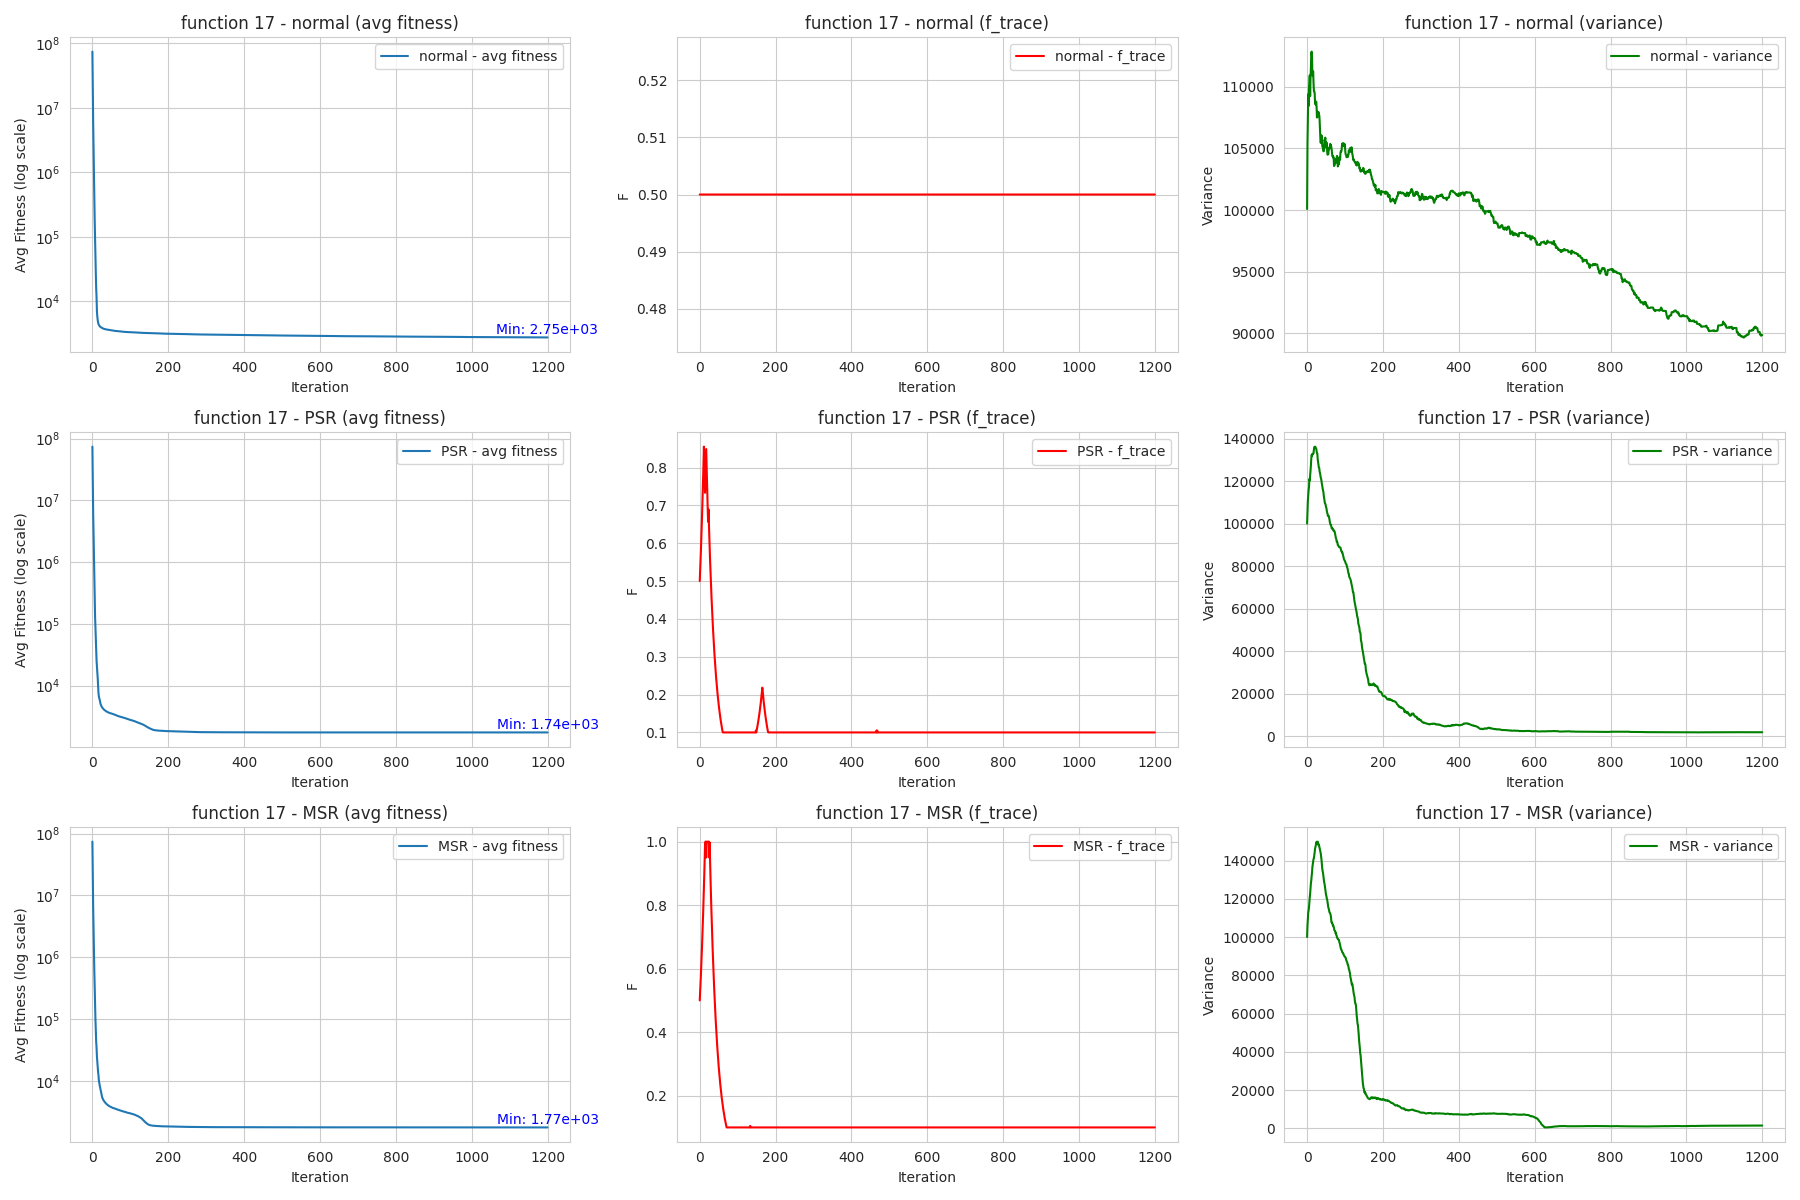 function 17 - normal (avg fitness)
Avg Fitness (log scale)
10^8
10^7
10^6
10^5
10^4
normal - avg fitness
Min: 2.75e+03
0 200 400 600 800 1000 1200
Iteration
function 17 - normal (f_trace)
F
0.52
0.51
0.50
0.49
0.48
normal - f_trace
0 200 400 600 800 1000 1200
Iteration
function 17 - normal (variance)
Variance
110000
105000
100000
95000
90000
normal - variance
0 200 400 600 800 1000 1200
Iteration
function 17 - PSR (avg fitness)
Avg Fitness (log scale)
10^8
10^7
10^6
10^5
10^4
PSR - avg fitness
Min: 1.74e+03
0 200 400 600 800 1000 1200
Iteration
function 17 - PSR (f_trace)
F
0.8
0.7
0.6
0.5
0.4
0.3
0.2
0.1
PSR - f_trace
0 200 400 600 800 1000 1200
Iteration
function 17 - PSR (variance)
Variance
140000
120000
100000
80000
60000
40000
20000
0
PSR - variance
0 200 400 600 800 1000 1200
Iteration
function 17 - MSR (avg fitness)
Avg Fitness (log scale)
10^8
10^7
10^6
10^5
10^4
MSR - avg fitness
Min: 1.77e+03
0 200 400 600 800 1000 1200
Iteration
function 17 - MSR (f_trace)
F
1.0
0.8
0.6
0.4
0.2
MSR - f_trace
0 200 400 600 800 1000 1200
Iteration
function 17 - MSR (variance)
Variance
140000
120000
100000
80000
60000
40000
20000
0
MSR - variance
0 200 400 600 800 1000 1200
Iteration